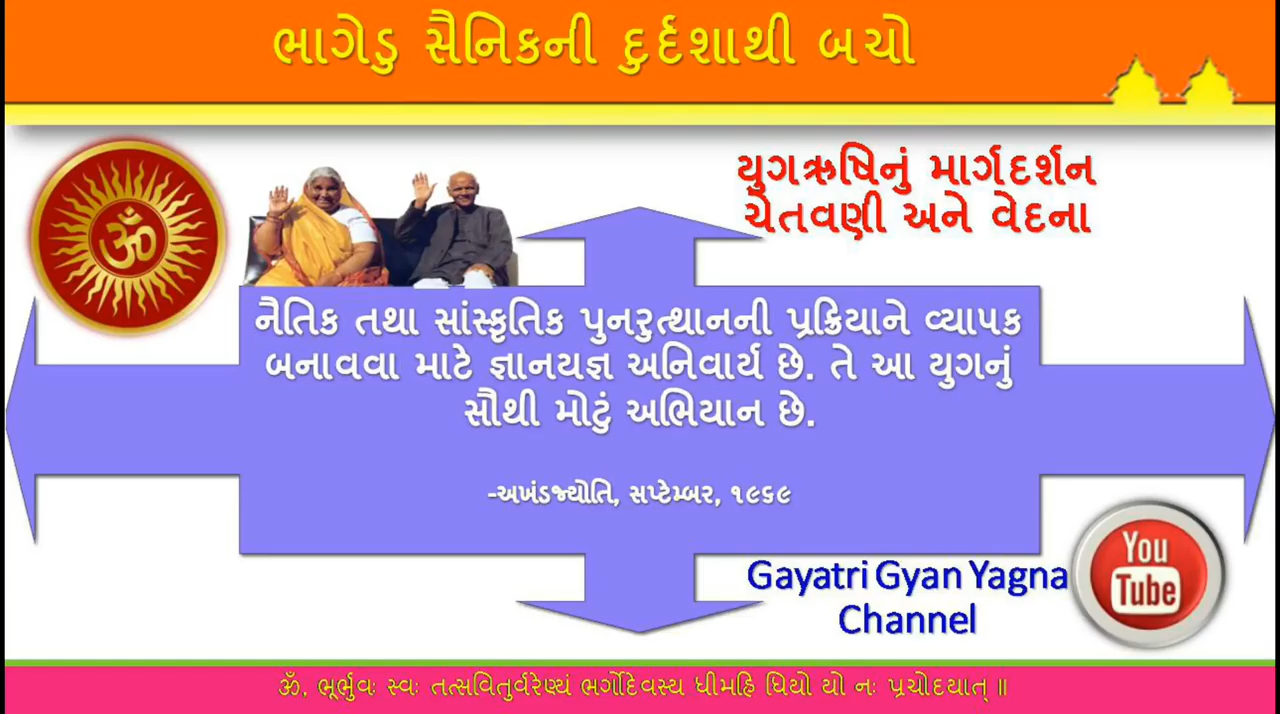 ભાગેડુ સૈનિકની દુર્દશાથી બચો
યુગઋષિનું માર્ગદર્શન
ચેતવણી અને વેદના
ૐ
નૈતિક તથા સાંસ્કૃતિક પુનરુત્થાનની પ્રક્રિયાને વ્યાપક
બનાવવા માટે જ્ઞાનયજ્ઞ અનિવાર્ય છે. તે આ યુગનું
સૌથી મોટું અભિયાન છે.
-અખંડજ્યોતિ, સપ્ટેમ્બર, ૧૯૬૯
You
Tube
Gayatri Gyan Yagna
Channel
ૐ. ભૂર્ભુવઃ સ્વઃ તત્સવિતુર્વરેણ્યં ભર્ગોદેવસ્ય ધીમહિ ધિયો યો નઃ પ્રચોદયાત્ ॥